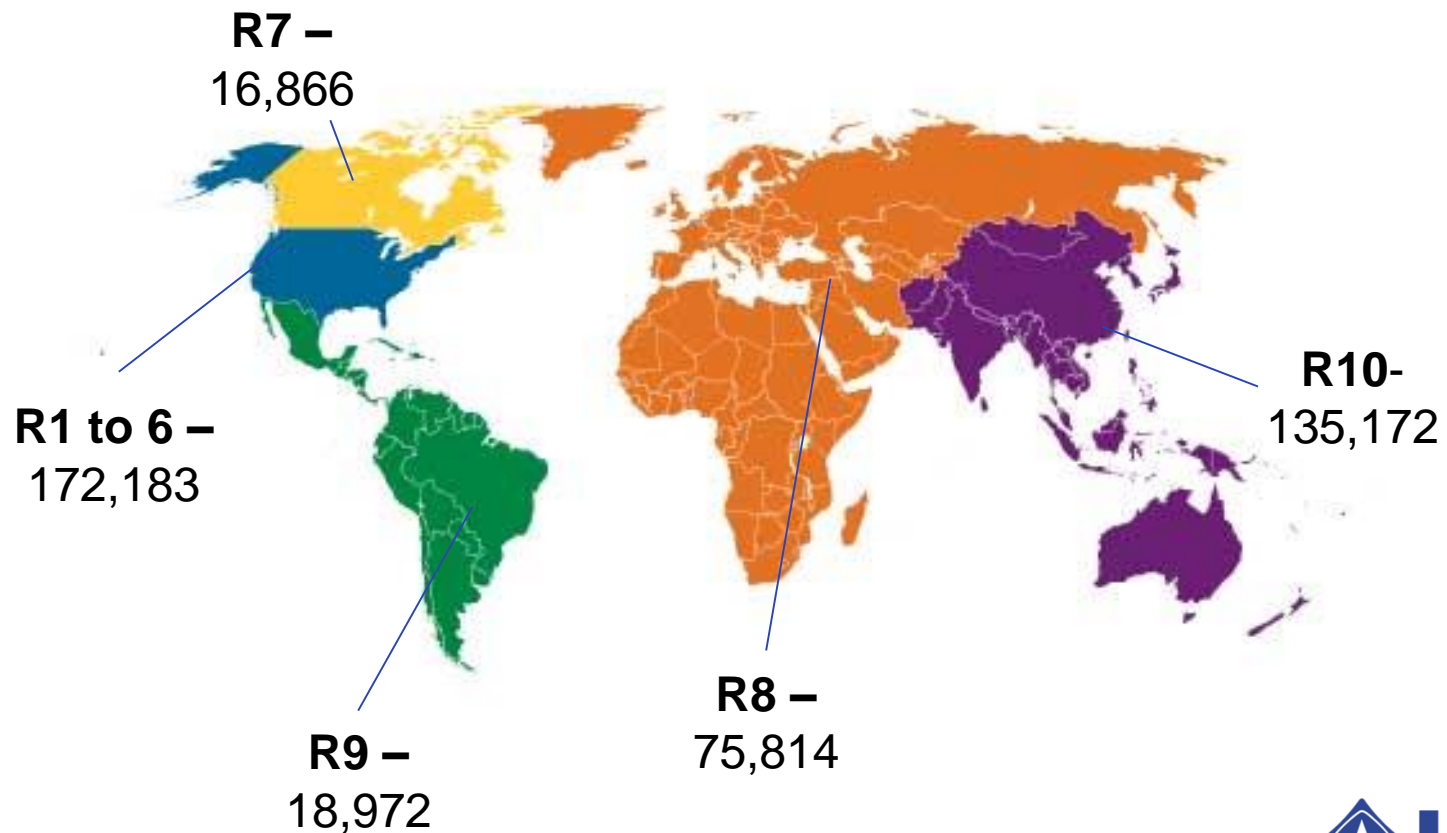 R7 –
16,866
R10-
135,172
R1 to 6 –
172,183
R8 –
75,814
R9 –
18,972